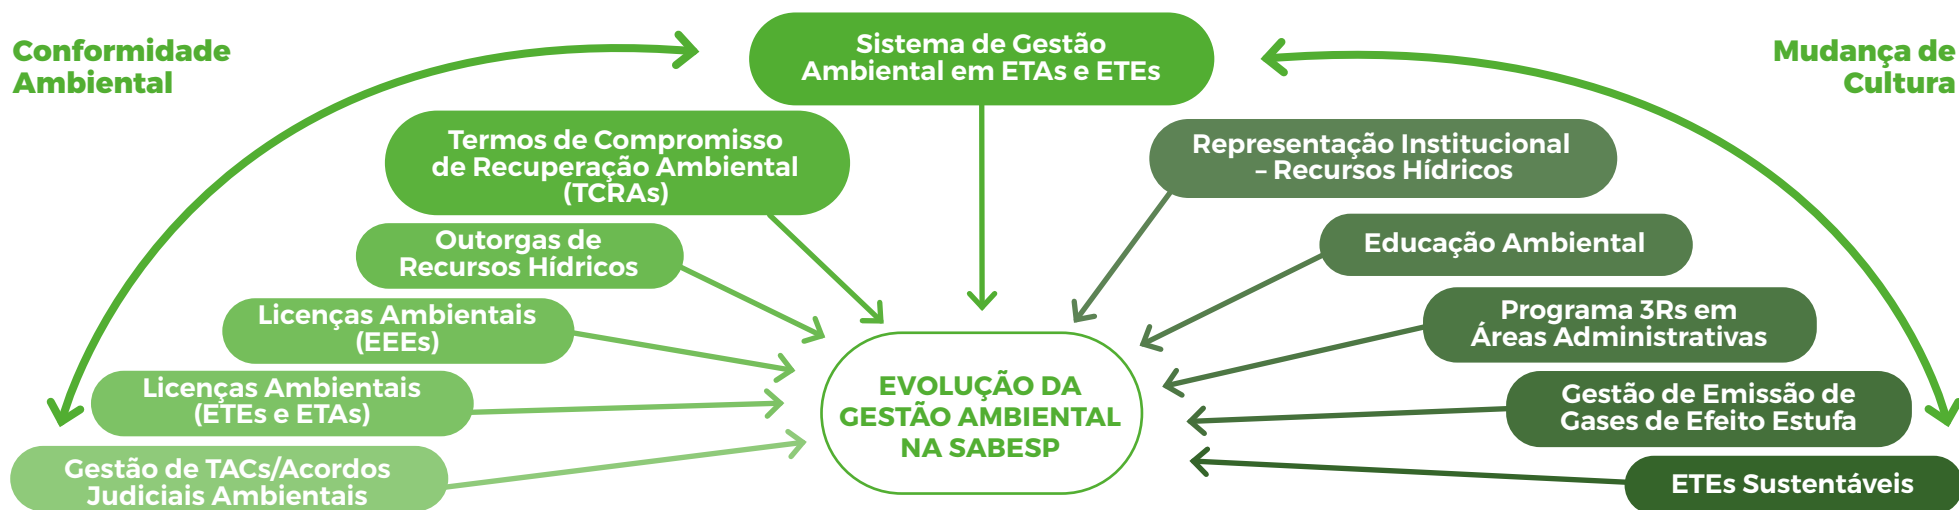 Conformidade
Ambiental
Sistema de Gestão
Ambiental em ETAs e ETEs
Mudança de
Cultura
Termos de Compromisso
de Recuperação Ambiental
(TCRAs)
Representação Institucional
– Recursos Hídricos
Outorgas de
Recursos Hídricos
Educação Ambiental
Licenças Ambientais
(EEEs)
Programa 3Rs em
Áreas Administrativas
Licenças Ambientais
(ETEs e ETAs)
EVOLUÇÃO DA
GESTÃO AMBIENTAL
NA SABESP
Gestão de Emissão de
Gases de Efeito Estufa
Gestão de TACs/Acordos
Judiciais Ambientais
ETEs Sustentáveis